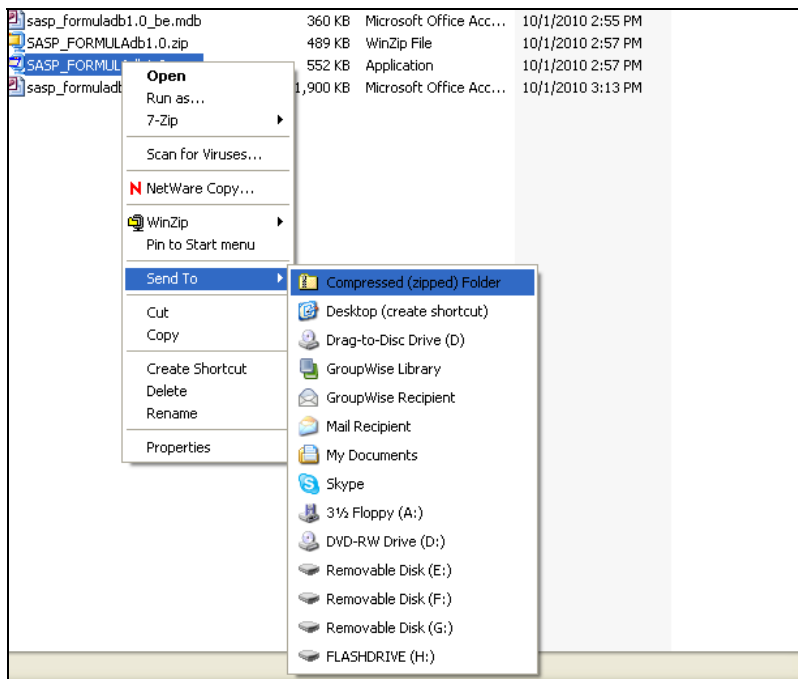 sasp_formuladb1.0_be.mdb 360 KB Microsoft Office Acc... 10/1/2010 2:55 PM
SASP_FORMULAdb1.0.zip 489 KB WinZip File 10/1/2010 2:57 PM
552 KB Application 10/1/2010 2:57 PM
1,900 KB Microsoft Office Acc... 10/1/2010 3:13 PM
Open
Run as...
7-Zip
Scan for Viruses...
NetWare Copy...
WinZip
Pin to Start menu
Send To
Cut
Copy
Create Shortcut
Delete
Rename
Properties
Compressed (zipped) Folder
Desktop (create shortcut)
Drag-to-Disc Drive (D)
GroupWise Library
GroupWise Recipient
Mail Recipient
My Documents
Skype
3½ Floppy (A:)
DVD-RW Drive (D:)
Removable Disk (E:)
Removable Disk (F:)
Removable Disk (G:)
FLASHDRIVE (H:)